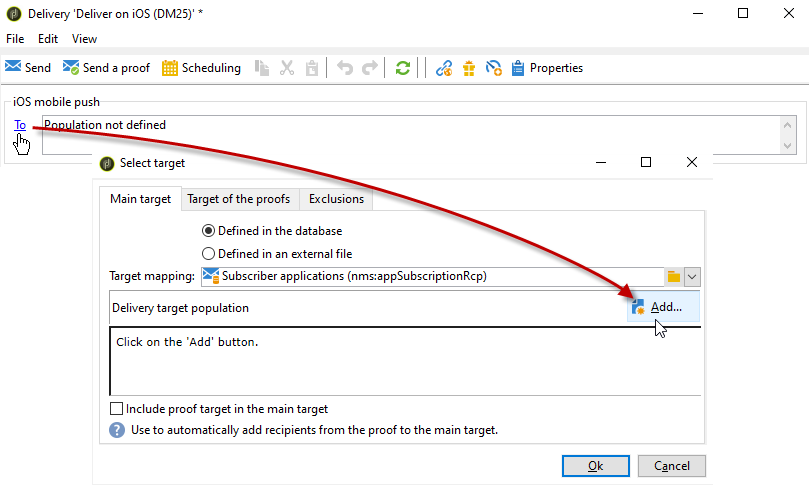 Delivery 'Deliver on iOS (DM25)' *
File Edit View
Send Send a proof Scheduling Properties
iOS mobile push
To Population not defined
Select target
Main target Target of the proofs Exclusions
Defined in the database
Defined in an external file
Target mapping: Subscriber applications (nms:appSubscriptionRcp)
Delivery target population Add...
Click on the 'Add' button.
Include proof target in the main target
? Use to automatically add recipients from the proof to the main target.
Ok Cancel